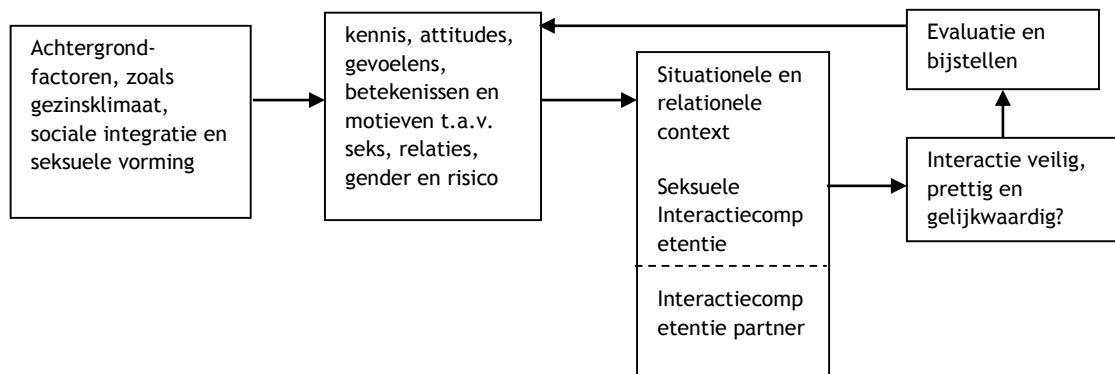 Achtergrond-
factoren, zoals
gezinsklimaat,
sociale integratie en
seksuele vorming
kennis, attitudes,
gevoelens,
betekenissen en
motieven t.a.v.
seks, relaties,
gender en risico
Situationele en
relationele
context
Seksuele
Interactiecomp
etentie
Interactiecomp
etentie partner
Evaluatie en
bijstellen
Interactie veilig,
prettig en
gelijkwaardig?